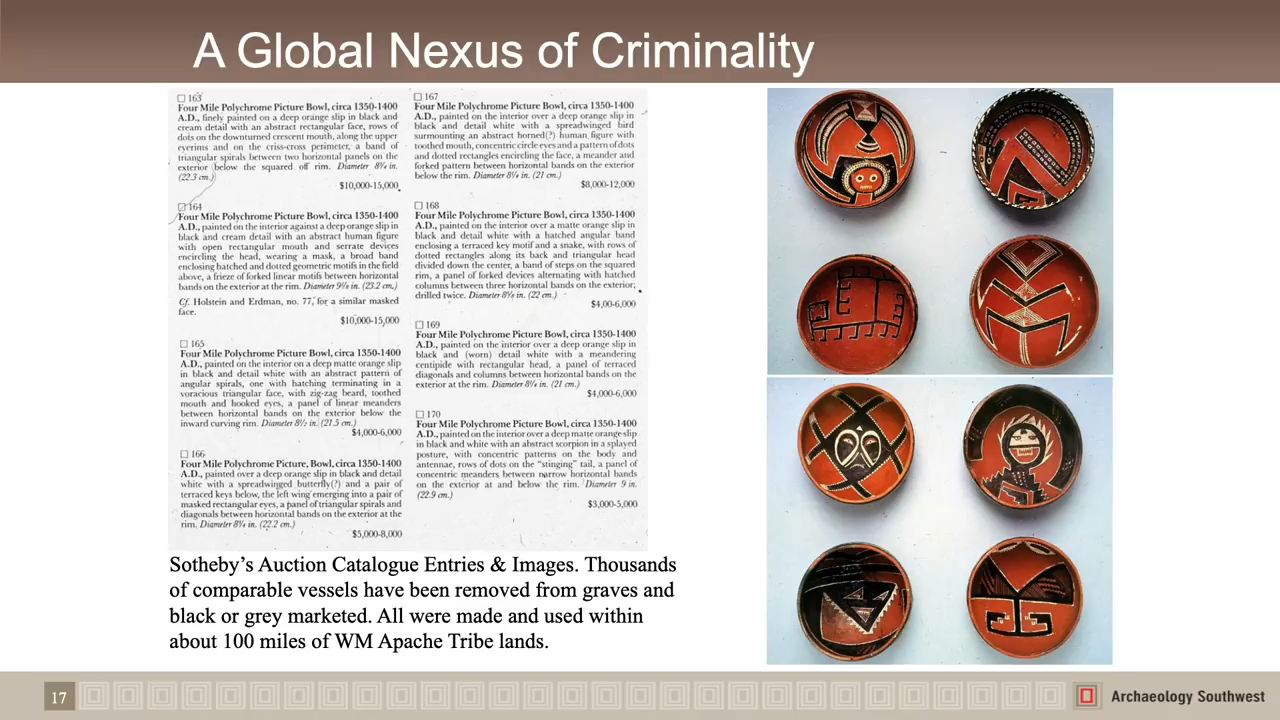 A Global Nexus of Criminality
□ 163
Four Mile Polychrome Picture Bowl, circa 1350-1400
A.D., finely painted on a deep orange slip in black and
cream detail with an abstract rectangular face, rows of
dots on the downturned crescent mouth, along the upper
eyerims and on the criss-cross perimeter, a band of
triangular spirals between two horizontal panels on the
exterior below the squared off rim. Diameter 8¾ in.
(22.3 cm.)
$10,000-15,000
□ 164
Four Mile Polychrome Picture Bowl, circa 1350-1400
A.D., painted on the interior against a deep orange slip in
black and cream detail with an abstract human figure
with open rectangular mouth and serrate devices
encircling the head, wearing a mask, a broad band
enclosing hatched and dotted geometric motifs in the field
above, a frieze of forked linear motifs between horizontal
bands on the exterior at the rim. Diameter 9⅛ in. (23.2 cm.)
Cf. Holstein and Erdman, no. 77, for a similar masked
face.
$10,000-15,000
□ 165
Four Mile Polychrome Picture Bowl, circa 1350-1400
A.D., painted on the interior on a deep matte orange slip
in black and detail white with an abstract pattern of
angular spirals, one with hatching terminating in a
voracious triangular face, with zig-zag beard, toothed
mouth and hooked eyes, a panel of linear meanders
between horizontal bands on the exterior below the
inward curving rim. Diameter 8½ in. (21.5 cm.)
$4,000-6,000
□ 166
Four Mile Polychrome Picture, Bowl, circa 1350-1400
A.D., painted over a deep orange slip in black and detail
white with a spreadwinged butterfly(?) and a pair of
terraced keys below, the left wing emerging into a pair of
masked rectangular eyes, a panel of triangular spirals and
diagonals between horizontal bands on the exterior at the
rim. Diameter 8¾ in. (22.2 cm.)
$5,000-8,000
□ 167
Four Mile Polychrome Picture Bowl, circa 1350-1400
A.D., painted on the interior over a deep orange slip in
black and detail white with a spreadwinged bird
surmounting an abstract horned(?) human figure with
toothed mouth, concentric circle eyes and a pattern of dots
and dotted rectangles encircling the face, a meander and
forked pattern between horizontal bands on the exterior
below the rim. Diameter 8¼ in. (21 cm.)
$8,000-12,000
□ 168
Four Mile Polychrome Picture Bowl, circa 1350-1400
A.D., painted on the interior over a matte orange slip in
black and detail white with a hatched angular band
enclosing a terraced key motif and a snake, with rows of
dotted rectangles along its back and triangular head
divided down the center, a band of steps on the squared
rim, a panel of forked devices alternating with hatched
columns between three horizontal bands on the exterior;
drilled twice. Diameter in. (22 cm.)
$4,00-6,000
□ 169
Four Mile Polychrome Picture Bowl, circa 1350-1400
A.D., painted on the interior over a deep orange slip in
black and (worn) detail white with a meandering
centipide with rectangular head, a panel of terraced
diagonals and columns between horizontal bands on the
exterior at the rim. Diameter 8¼ in. (21 cm.)
$4,000-6,000
□ 170
Four Mile Polychrome Picture Bowl, circa 1350-1400
A.D., painted on the interior over a deep matte orange slip
in black and white with an abstract scorpion in a splayed
posture, with concentric patterns on the body and
antennae, rows of dots on the "stinging" tail, a panel of
concentric meanders between narrow horizontal bands
on the exterior at and below the rim. Diameter 9 in.
(22.9 cm.)
$3,000-5,000
Sotheby's Auction Catalogue Entries & Images. Thousands
of comparable vessels have been removed from graves and
black or grey marketed. All were made and used within
about 100 miles of WM Apache Tribe lands.
17
Archaeology Southwest